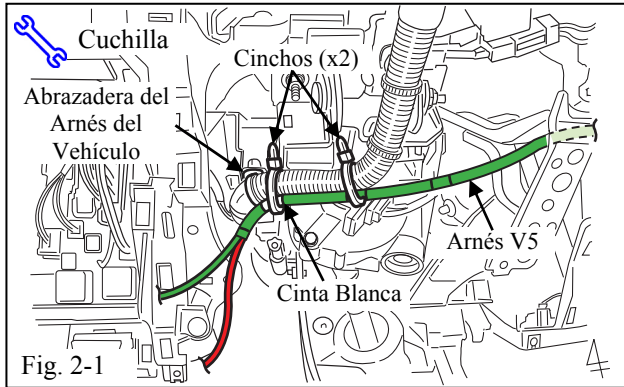 Cuchilla
Cinchos (x2)
Abrazadera del
Arnés del
Vehículo
Arnés V5
Cinta Blanca
Fig. 2-1